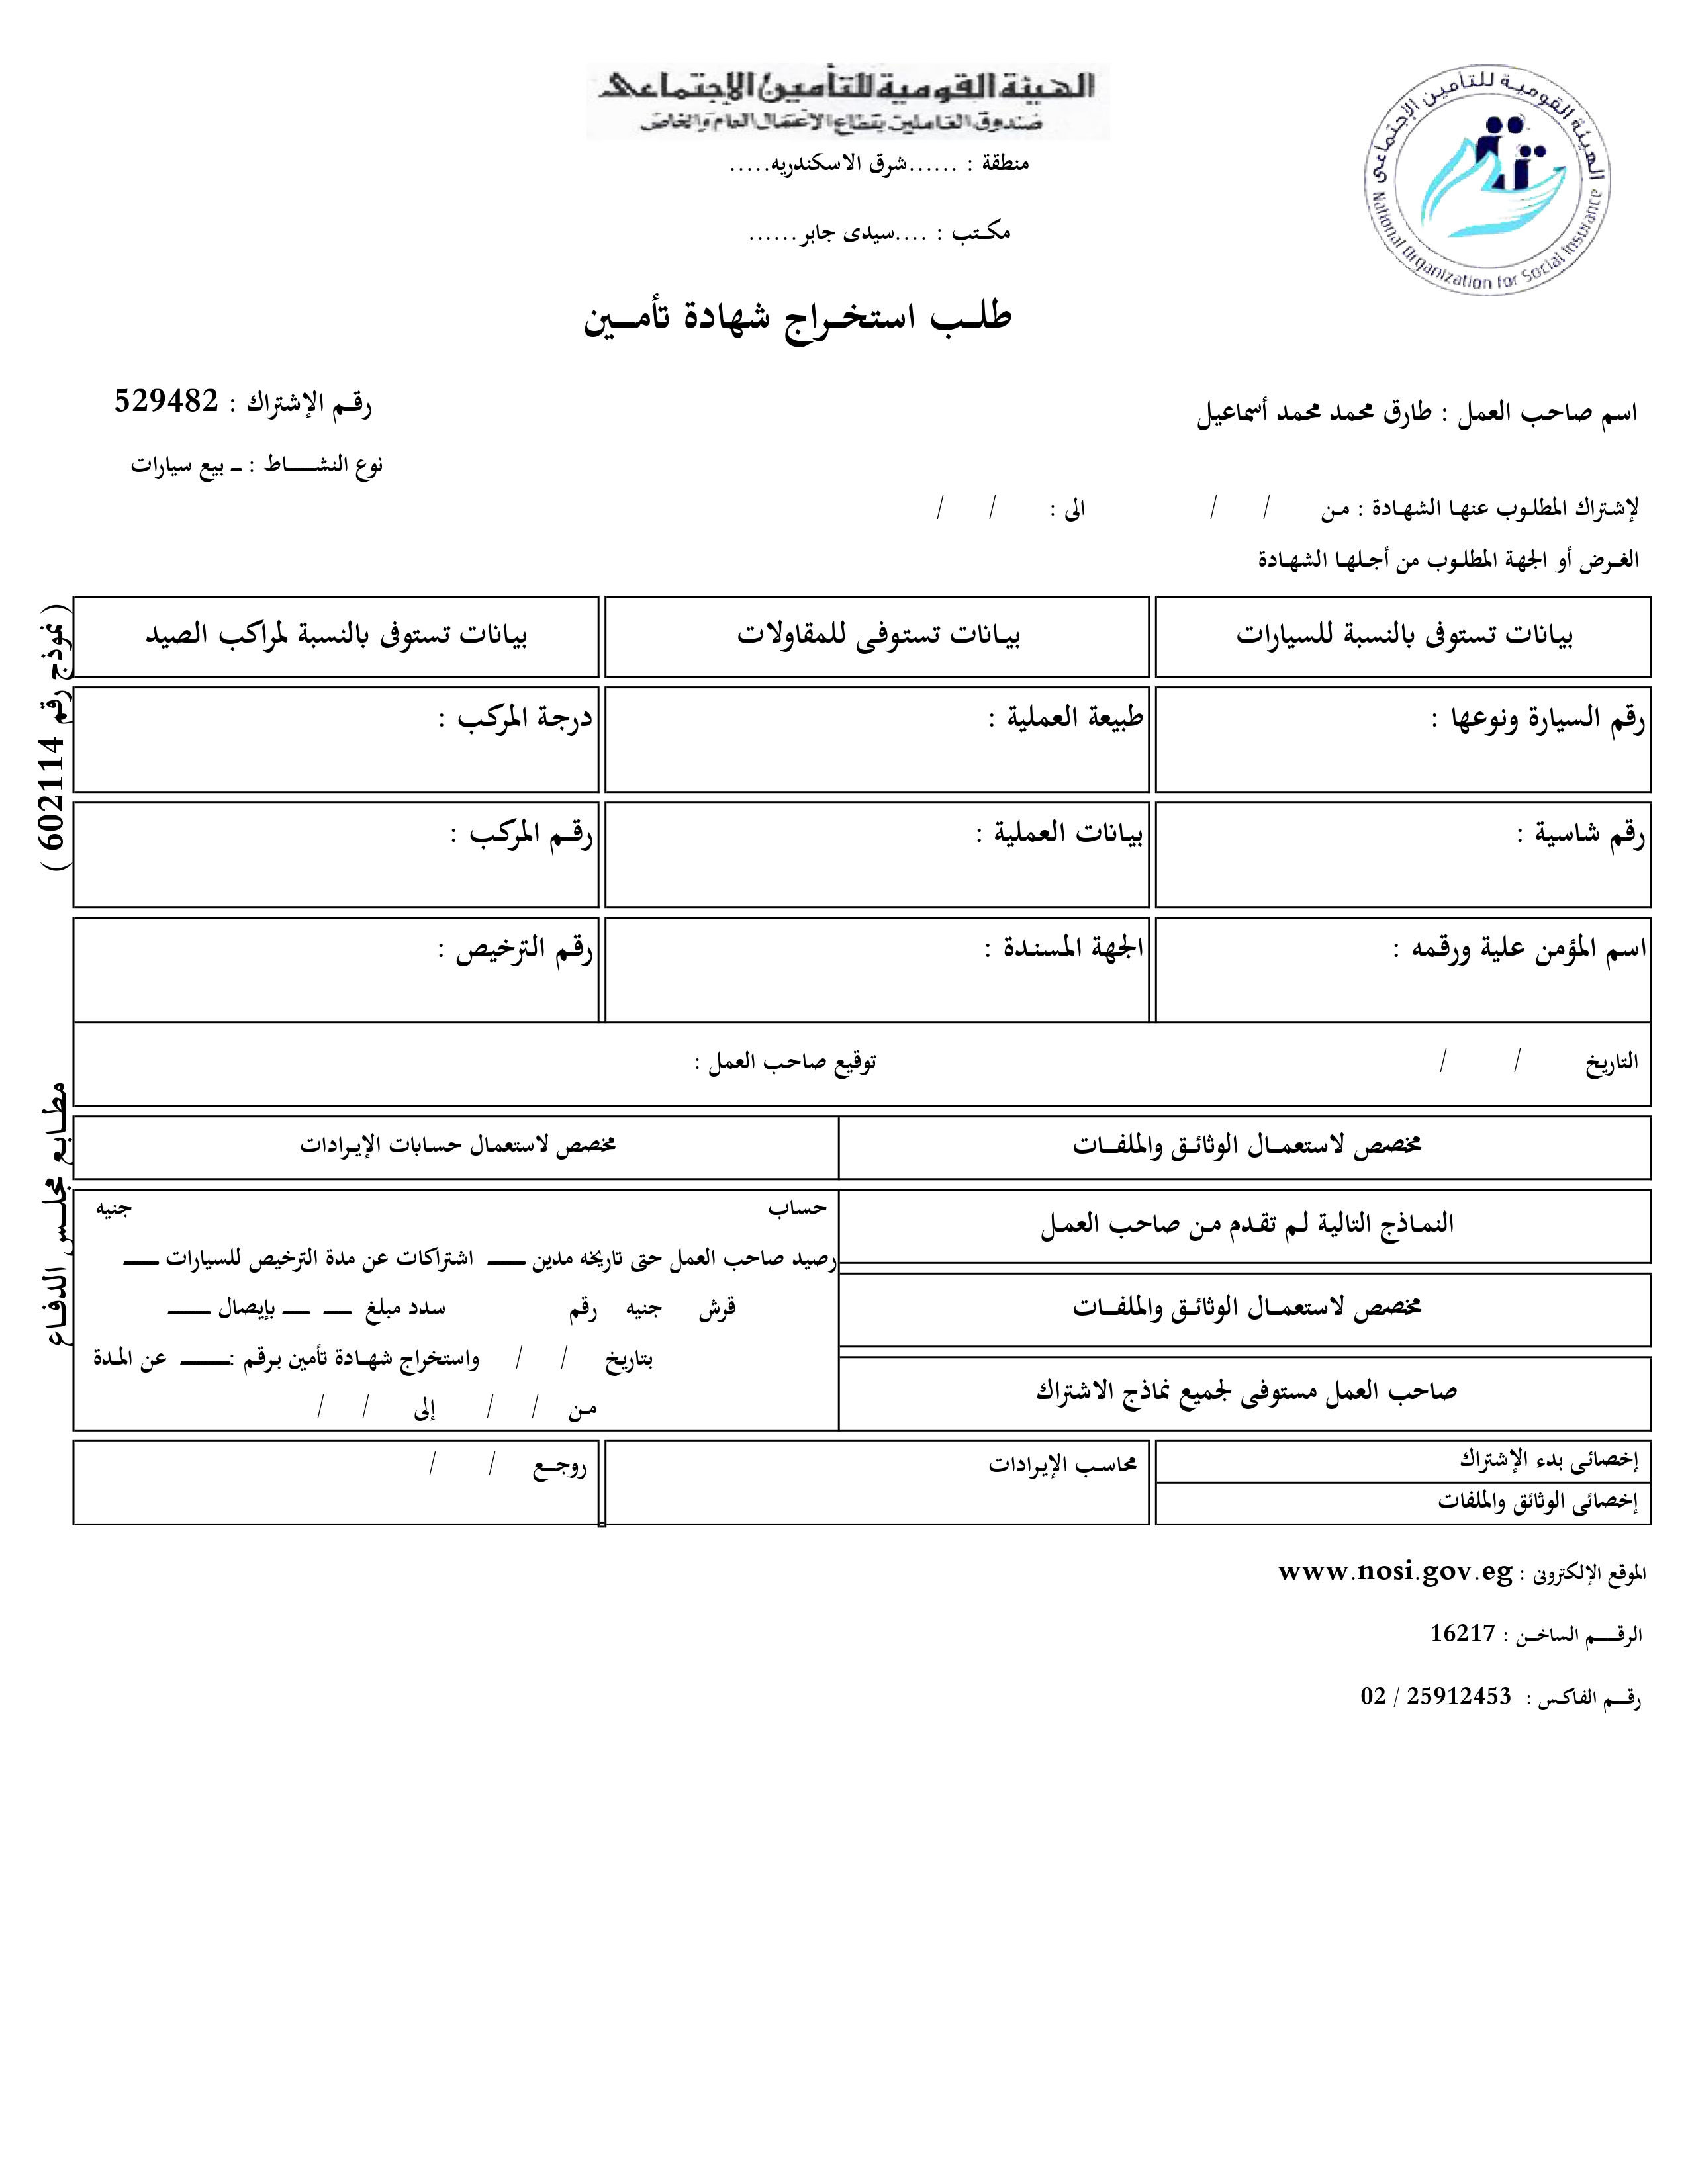 الهيئة القومية للتأمين الإجتماعى
صندوق العاملين بقطاع الأعمال العام والخاص
الهيئة القومية للتأمين الإجتماعى
National Organization for Social Insurance
منطقة : ......شرق الاسكندريه.....
مكتب : ....سيدى جابر......
طلب استخراج شهادة تأمين
اسم صاحب العمل : طارق محمد محمد أسماعيل
رقم الإشتراك : 529482
نوع النشاط : ـ بيع سيارات
لإشتراك المطلوب عنها الشهادة : من / / الى : / /
الغرض أو الجهة المطلوب من أجلها الشهادة
بيانات تستوفى بالنسبة للسيارات
بيانات تستوفى للمقاولات
بيانات تستوفى بالنسبة لمراكب الصيد
رقم السيارة ونوعها :
طبيعة العملية :
درجة المركب :
رقم شاسية :
بيانات العملية :
رقم المركب :
اسم المؤمن علية ورقمه :
الجهة المسندة :
رقم الترخيص :
التاريخ / /
توقيع صاحب العمل :
مخصص لاستعمال الوثائق والملفات
مخصص لاستعمال حسابات الإيرادات
النماذج التالية لم تقدم من صاحب العمل
مخصص لاستعمال الوثائق والملفات
صاحب العمل مستوفى لجميع نماذج الاشتراك
حساب جنيه
رصيد صاحب العمل حتى تاريخه مدين ـــ اشتراكات عن مدة الترخيص للسيارات ـــ
قرش جنيه رقم سدد مبلغ ـــ ـــ بإيصال ـــ
بتاريخ / / واستخراج شهادة تأمين برقم :ـــ عن المدة
من / / إلى / /
إخصائى بدء الإشتراك
إخصائى الوثائق والملفات
محاسب الإيرادات
روجع / /
( نموذج رقم 602114 )
مطابع مجلس الدفاع
الموقع الإلكترونى : www.nosi.gov.eg
الرقم الساخن : 16217
رقم الفاكس : 25912453 / 02